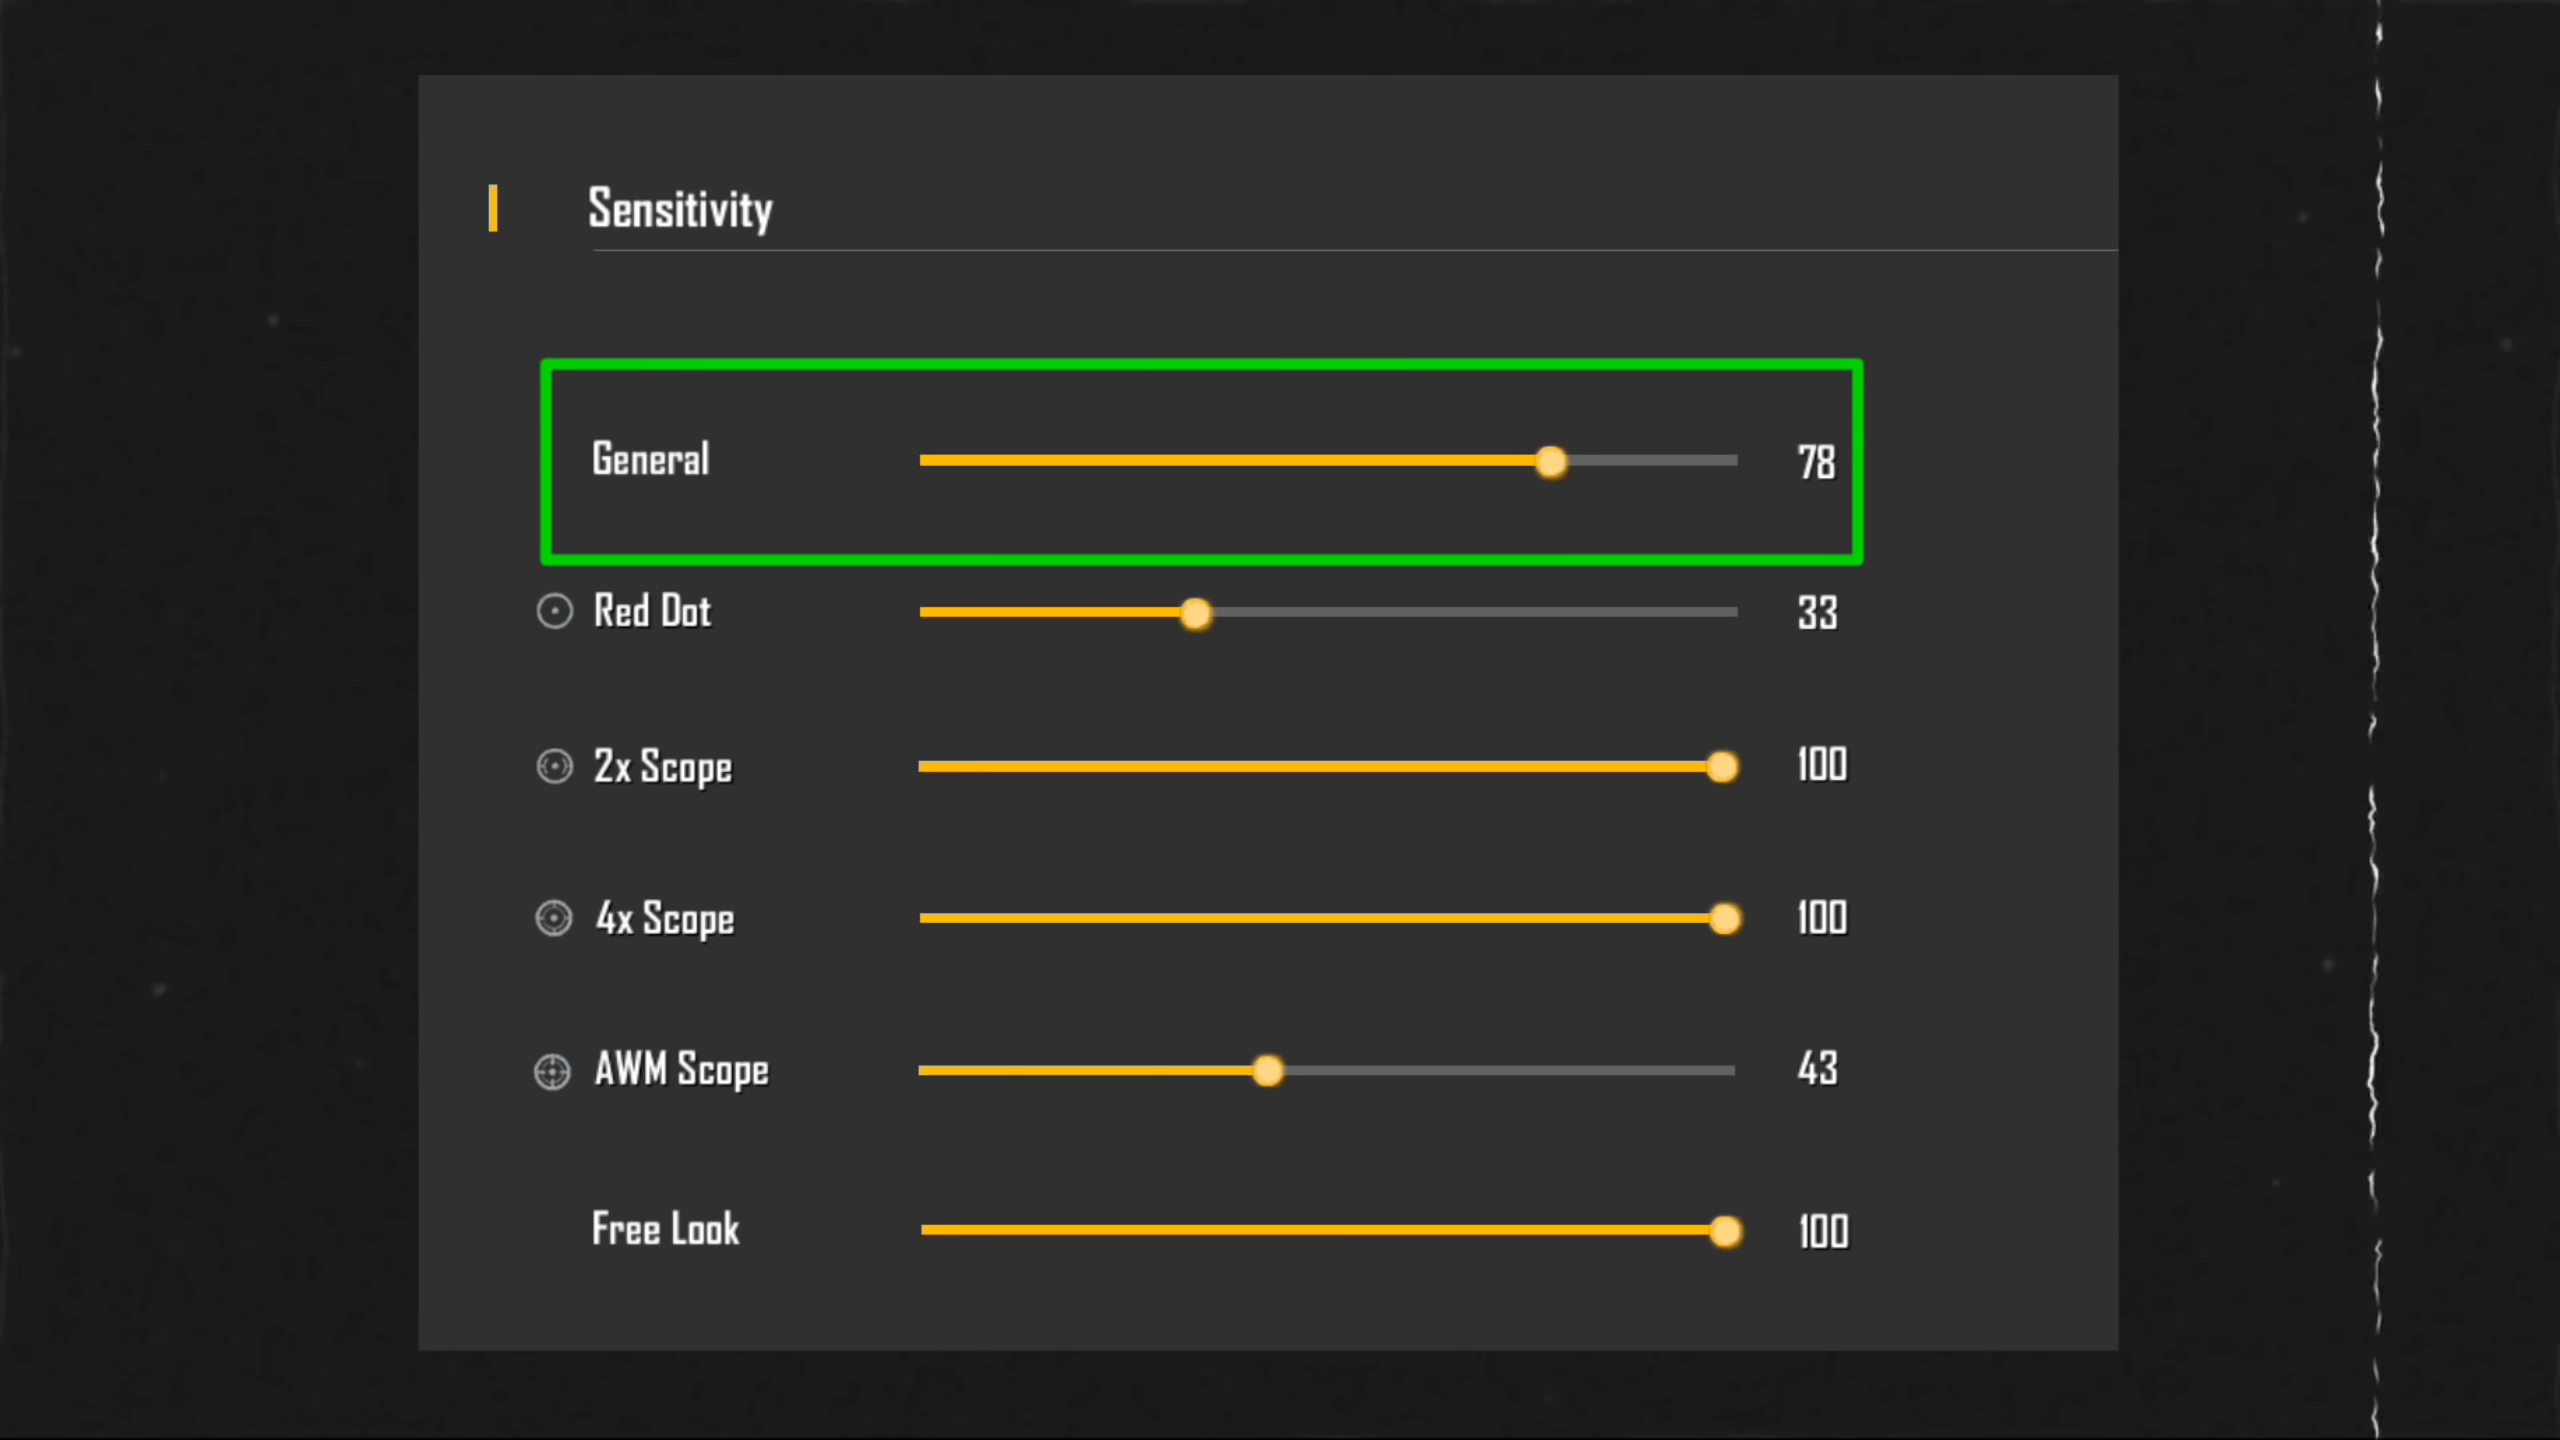 Sensitivity
General 78
Red Dot 33
2x Scope 100
4x Scope 100
AWM Scope 43
Free Look 100